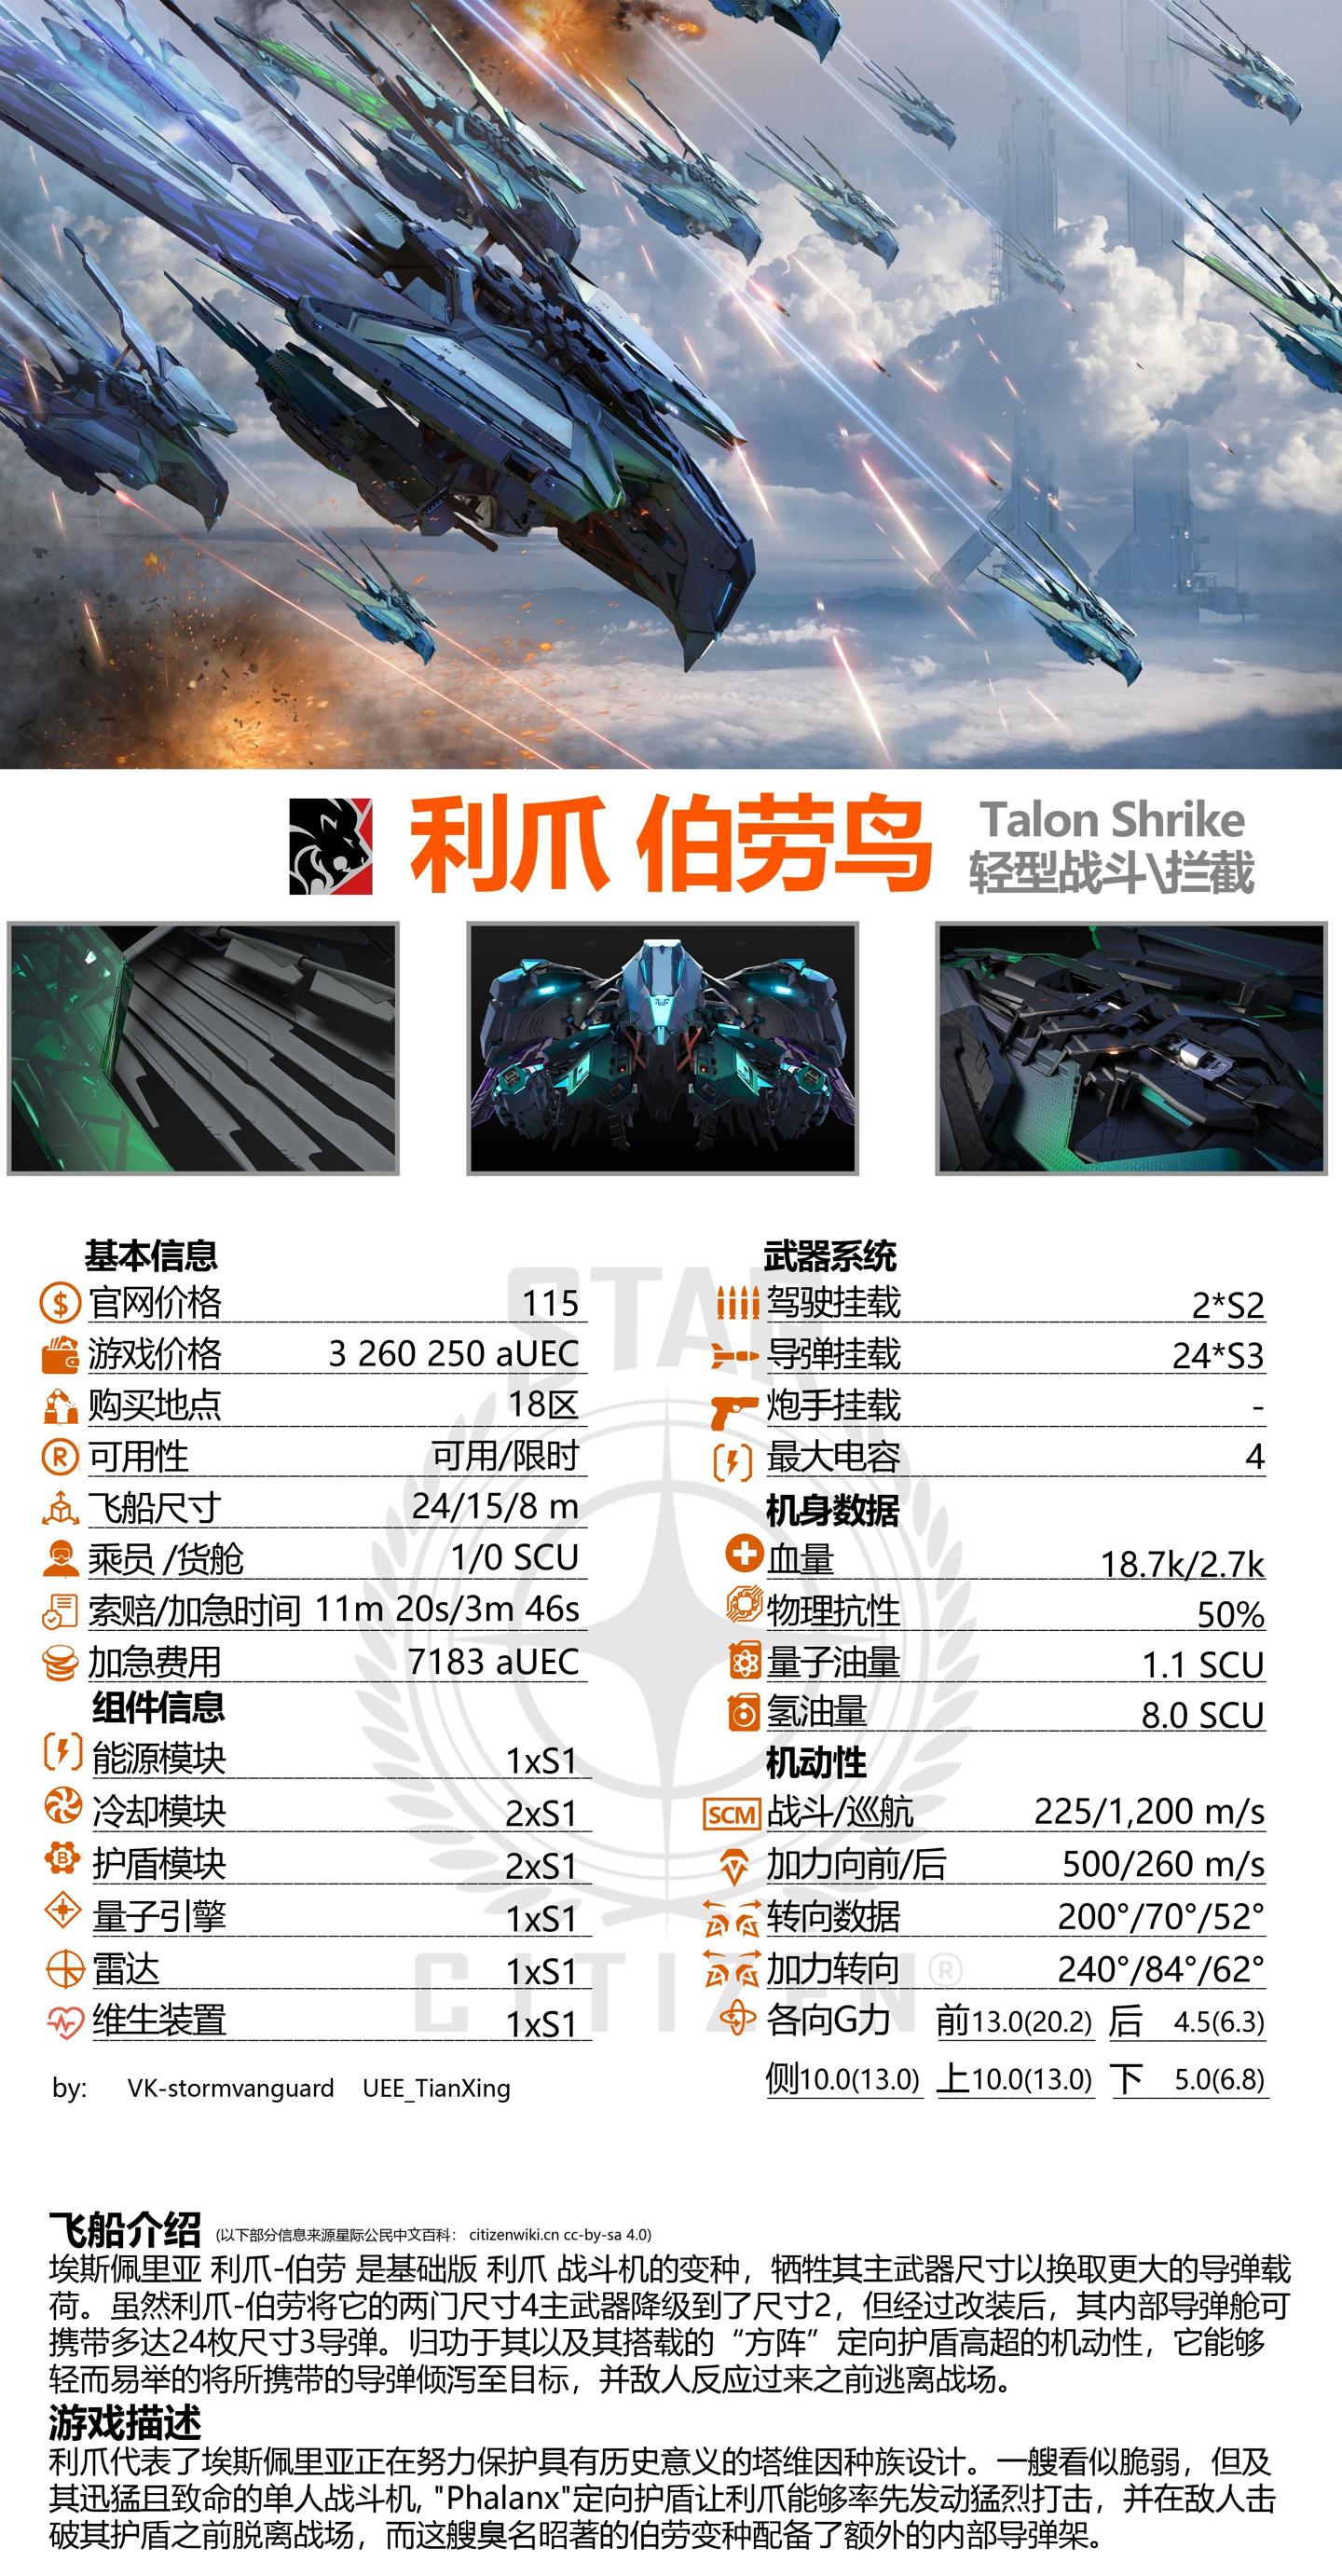 利爪 伯劳鸟
Talon Shrike
轻型战斗\拦截
基本信息
官网价格 115
游戏价格 3 260 250 aUEC
购买地点 18区
可用性 可用/限时
飞船尺寸 24/15/8 m
乘员 /货舱 1/0 SCU
索赔/加急时间 11m 20s/3m 46s
加急费用 7183 aUEC
组件信息
能源模块 1xS1
冷却模块 2xS1
护盾模块 2xS1
量子引擎 1xS1
雷达 1xS1
维生装置 1xS1
by: VK-stormvanguard UEE_TianXing
武器系统
驾驶挂载 2*S2
导弹挂载 24*S3
炮手挂载 -
最大电容 4
机身数据
血量 18.7k/2.7k
物理抗性 50%
量子油量 1.1 SCU
氢油量 8.0 SCU
机动性
SCM 战斗/巡航 225/1,200 m/s
加力向前/后 500/260 m/s
转向数据 200°/70°/52°
加力转向 240°/84°/62°
各向G力 前13.0(20.2) 后 4.5(6.3)
侧10.0(13.0) 上10.0(13.0) 下 5.0(6.8)
STAR
CITIZEN®
飞船介绍 (以下部分信息来源星际公民中文百科： citizenwiki.cn cc-by-sa 4.0)
埃斯佩里亚 利爪-伯劳 是基础版 利爪 战斗机的变种，牺牲其主武器尺寸以换取更大的导弹载
荷。虽然利爪-伯劳将它的两门尺寸4主武器降级到了尺寸2，但经过改装后，其内部导弹舱可
携带多达24枚尺寸3导弹。归功于其以及其搭载的“方阵”定向护盾高超的机动性，它能够
轻而易举的将所携带的导弹倾泻至目标，并敌人反应过来之前逃离战场。
游戏描述
利爪代表了埃斯佩里亚正在努力保护具有历史意义的塔维因种族设计。一艘看似脆弱，但及
其迅猛且致命的单人战斗机, "Phalanx"定向护盾让利爪能够率先发动猛烈打击，并在敌人击
破其护盾之前脱离战场，而这艘臭名昭著的伯劳变种配备了额外的内部导弹架。